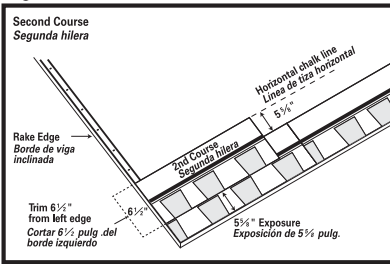 Second Course
Segunda hilera
Horizontal chalk line
Línea de tiza horizontal
5⅝"
Rake Edge
Borde de viga
inclinada
2nd Course
Segunda hilera
Trim 6½"
from left edge
Cortar 6½ pulg .del
borde izquierdo
6½"
5⅝" Exposure
Exposición de 5⅝ pulg.